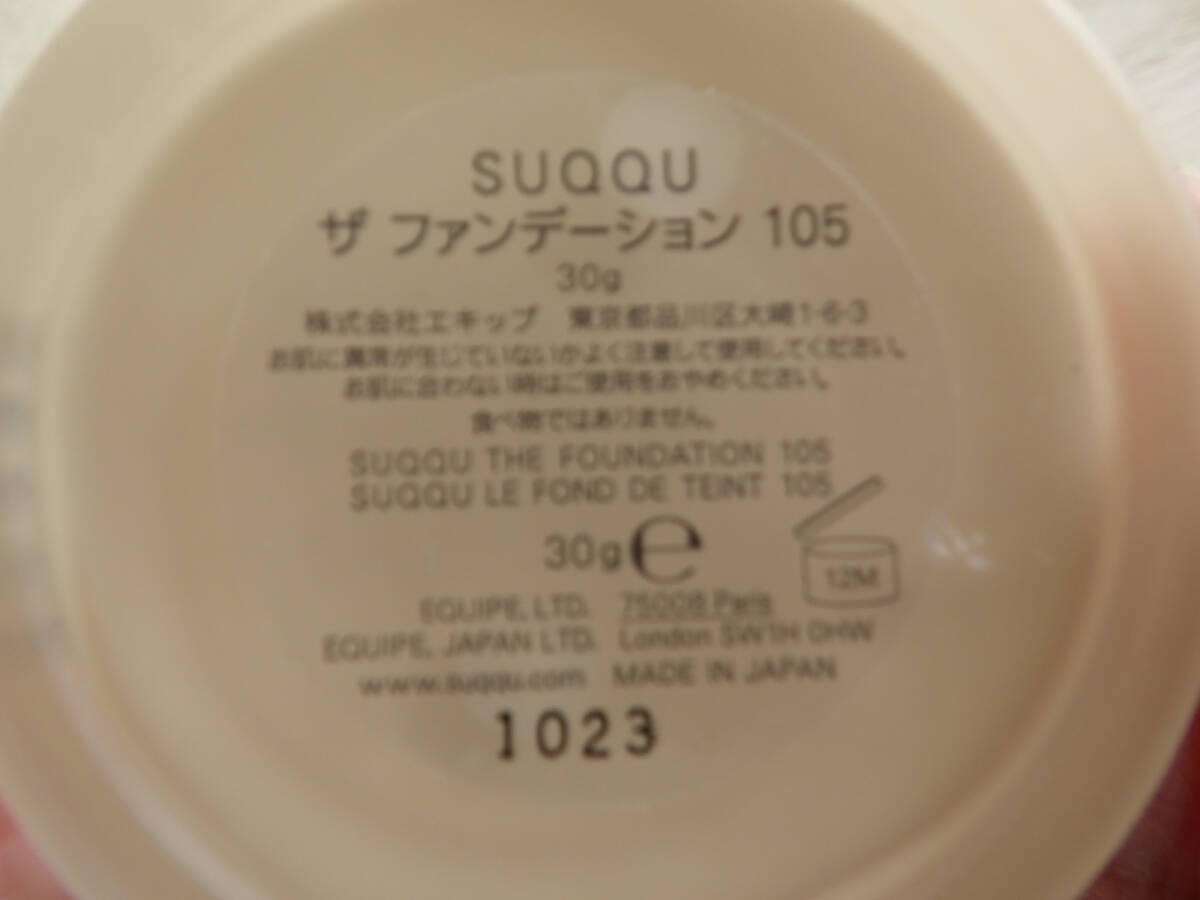 SUQQU
ザ ファンデーション 105
30g
株式会社エキップ 東京都品川区大崎1-6-3
お肌に異常が生じていないかよく注意して使用してください。
お肌に合わない時はご使用をおやめください。
食べ物ではありません。
SUQQU THE FOUNDATION 105
SUQQU LE FOND DE TEINT 105
30g e
12M
EQUIPE, LTD. 75008 Paris
EQUIPE, JAPAN LTD. London SW1H 0HW
www.suqqu.com MADE IN JAPAN
1023